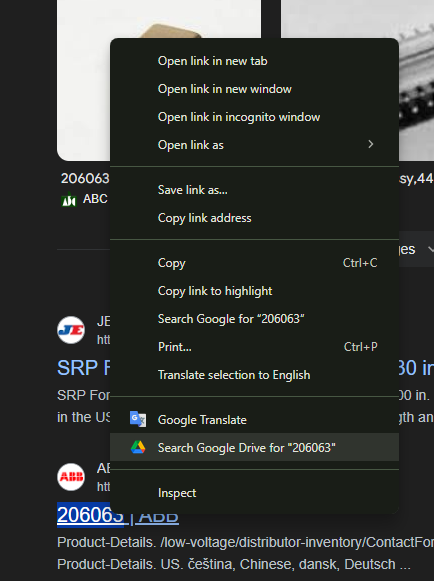 Open link in new tab
Open link in new window
Open link in incognito window
Open link as
206063
sy,44
ABC
Save link as...
Copy link address
ges
Copy Ctrl+C
Copy link to highlight
Search Google for “206063”
Print... Ctrl+P
Translate selection to English
JE
JE
htt
SRP F 30 in
SRP For 00 in.
in the US gth an
Google Translate
Search Google Drive for "206063"
ABB
AB
htt
Inspect
206063 | ABB
Product-Details. /low-voltage/distributor-inventory/ContactFor
Product-Details. US. čeština, Chinese, dansk, Deutsch ...